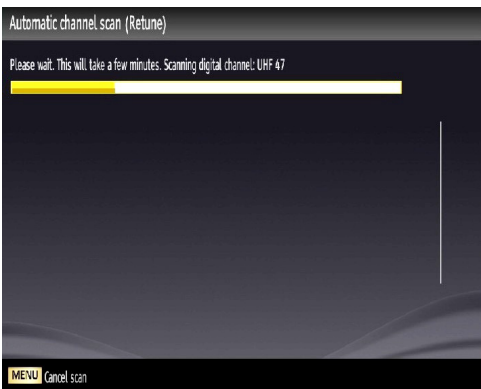 Automatic channel scan (Retune)
Please wait. This will take a few minutes. Scanning digital channel: UHF 47
MENU Cancel scan